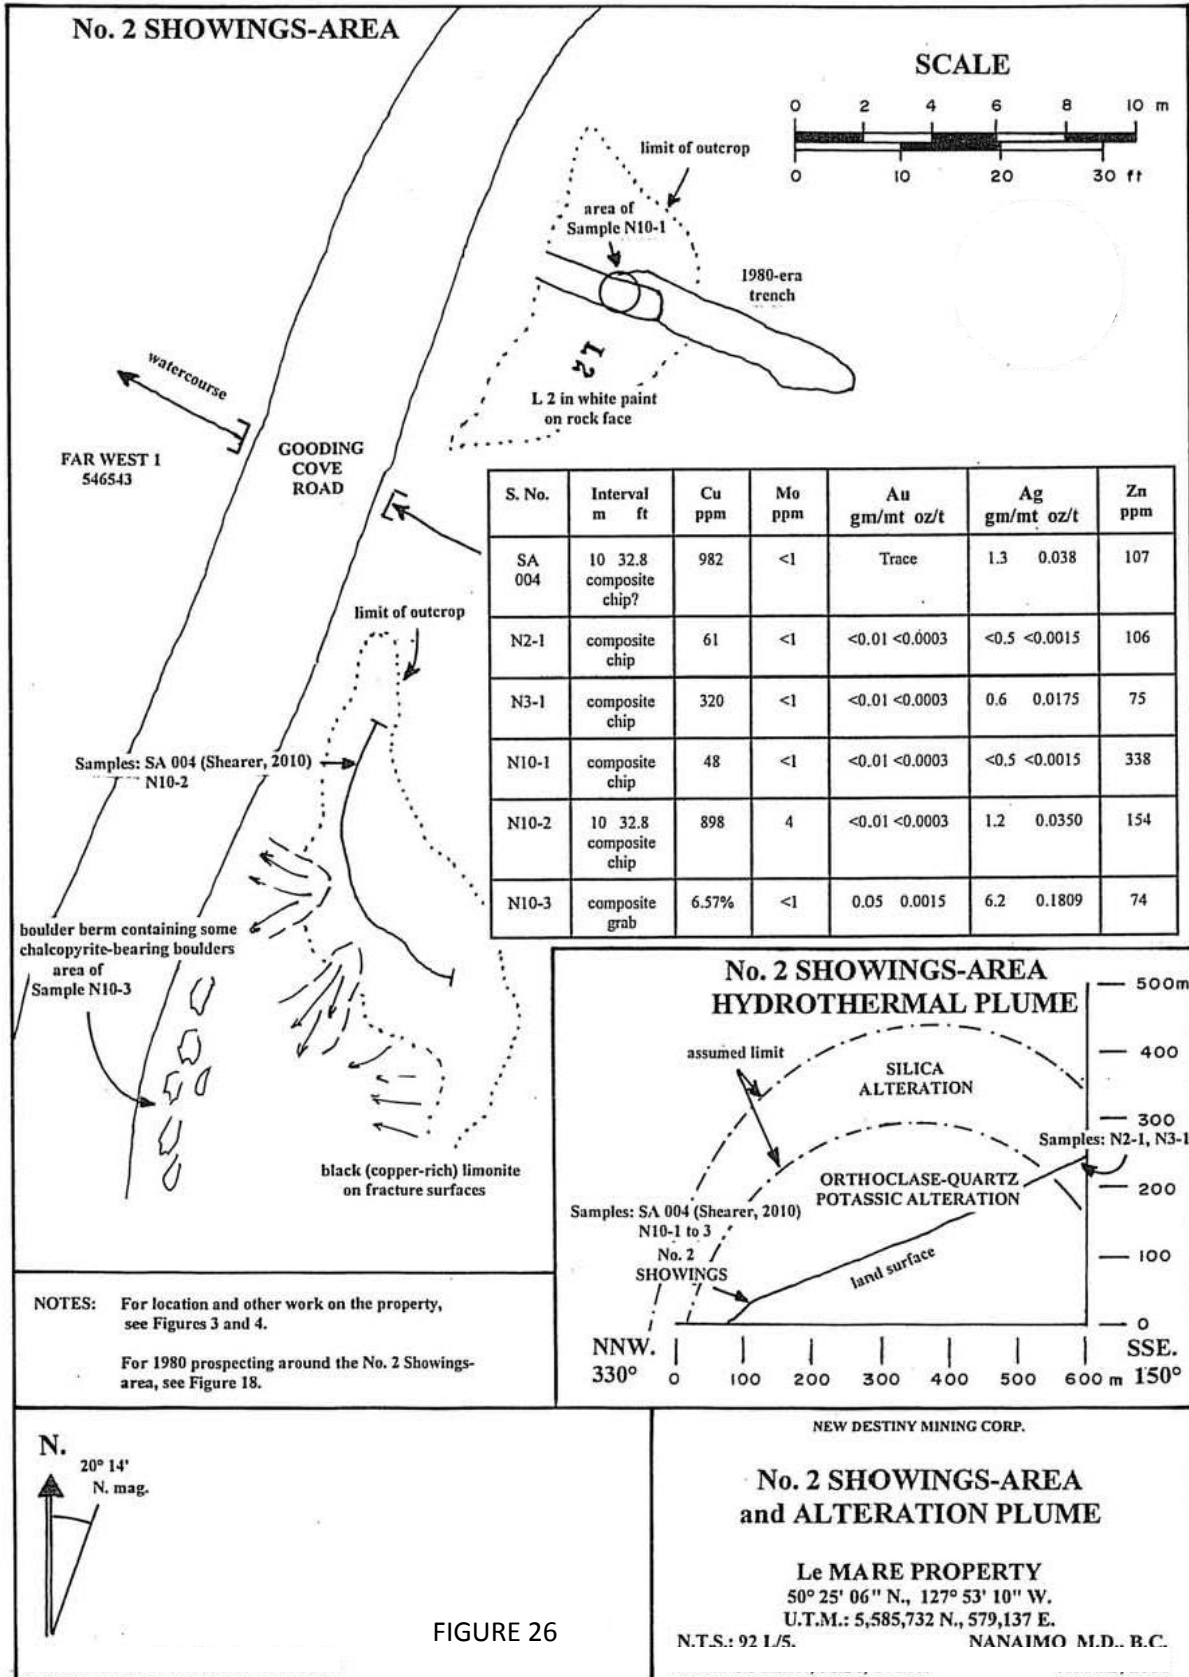 No. 2 SHOWINGS-AREA
SCALE
0 2 4 6 8 10 m
0 10 20 30 ft
limit of outcrop
area of
Sample N10-1
1980-era
trench
L 2
L 2 in white paint
on rock face
watercourse
FAR WEST 1
546543
GOODING
COVE
ROAD
S. No. Interval Cu Mo Au Ag Zn
m ft ppm ppm gm/mt oz/t gm/mt oz/t ppm
SA 10 32.8 982 <1 Trace 1.3 0.038 107
004 composite
chip?
N2-1 composite 61 <1 <0.01 <0.0003 <0.5 <0.0015 106
chip
N3-1 composite 320 <1 <0.01 <0.0003 0.6 0.0175 75
chip
N10-1 composite 48 <1 <0.01 <0.0003 <0.5 <0.0015 338
chip
N10-2 10 32.8 898 4 <0.01 <0.0003 1.2 0.0350 154
composite
chip
N10-3 composite 6.57% <1 0.05 0.0015 6.2 0.1809 74
grab
limit of outcrop
Samples: SA 004 (Shearer, 2010)
N10-2
boulder berm containing some
chalcopyrite-bearing boulders
area of
Sample N10-3
black (copper-rich) limonite
on fracture surfaces
No. 2 SHOWINGS-AREA
HYDROTHERMAL PLUME
500m
400
300
200
100
0
assumed limit
SILICA
ALTERATION
Samples: N2-1, N3-1
ORTHOCLASE-QUARTZ
POTASSIC ALTERATION
Samples: SA 004 (Shearer, 2010)
N10-1 to 3
No. 2
SHOWINGS
land surface
NNW. SSE.
330° 0 100 200 300 400 500 600 m 150°
NOTES: For location and other work on the property,
see Figures 3 and 4.
For 1980 prospecting around the No. 2 Showings-
area, see Figure 18.
N.
20° 14'
N. mag.
FIGURE 26
NEW DESTINY MINING CORP.
No. 2 SHOWINGS-AREA
and ALTERATION PLUME
Le MARE PROPERTY
50° 25' 06" N., 127° 53' 10" W.
U.T.M.: 5,585,732 N., 579,137 E.
N.T.S.: 92 L/5. NANAIMO M.D., B.C.